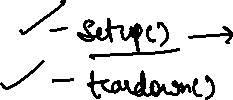 ✓ - Setup() →
✓ - teardown()